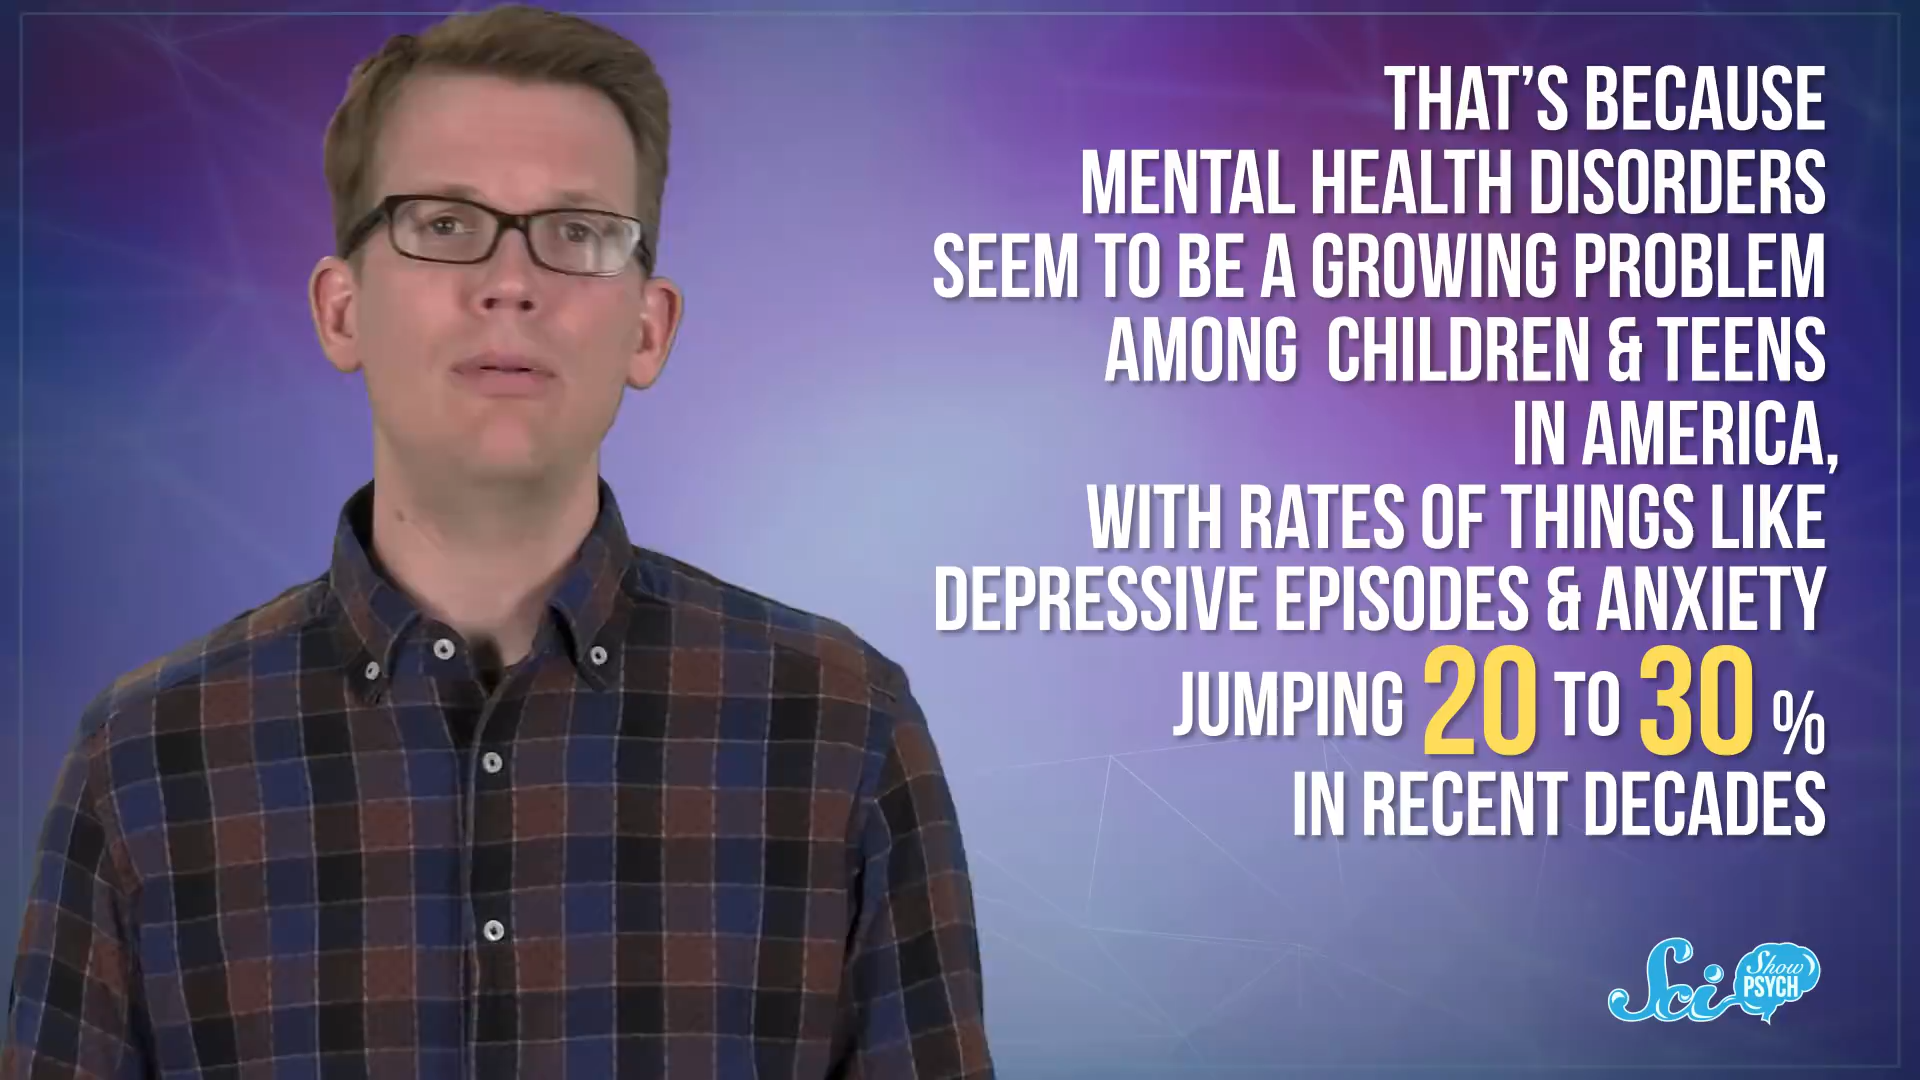 THAT'S BECAUSE
MENTAL HEALTH DISORDERS
SEEM TO BE A GROWING PROBLEM
AMONG CHILDREN & TEENS
IN AMERICA,
WITH RATES OF THINGS LIKE
DEPRESSIVE EPISODES & ANXIETY
JUMPING 20 TO 30 %
IN RECENT DECADES
Sci Show
PSYCH